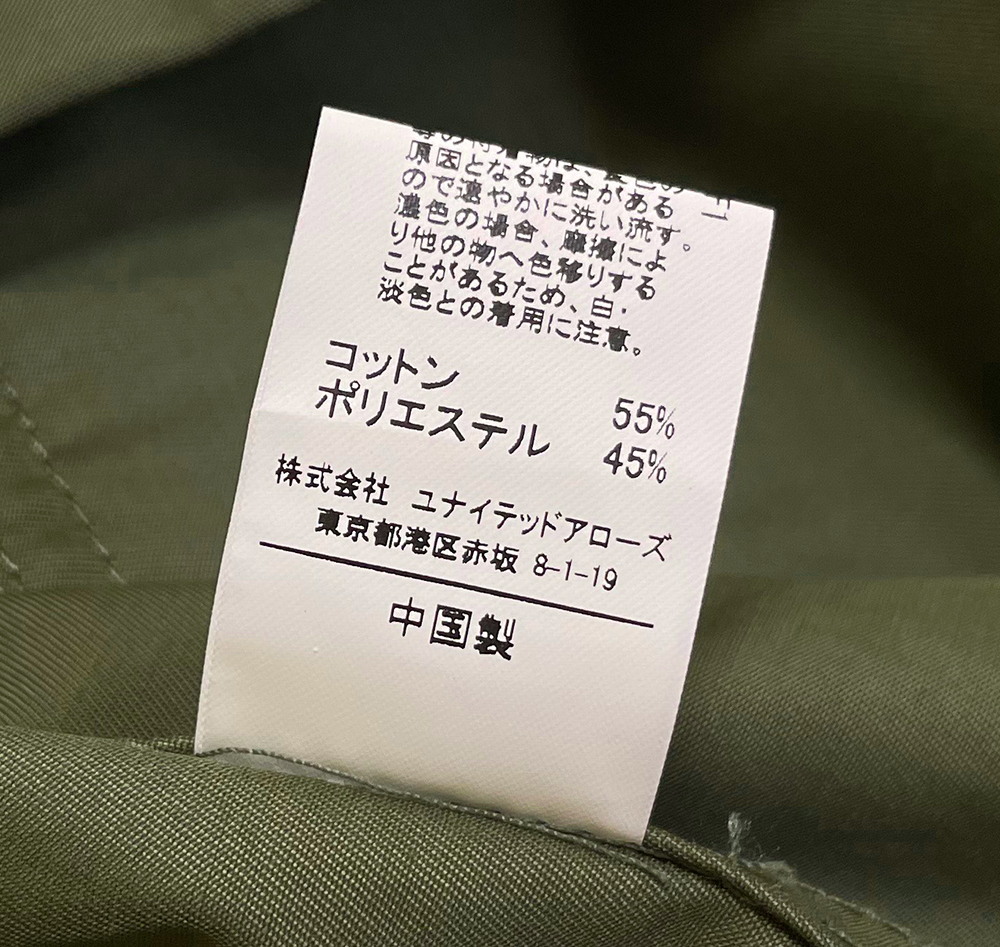 原因となる場合がある
ので速やかに洗い流す。
濃色の場合、摩擦によ
り他の物へ色移りする
ことがあるため、白・
淡色との着用に注意。
コットン 55%
ポリエステル 45%
株式会社 ユナイテッドアローズ
東京都港区赤坂 8-1-19
中国製